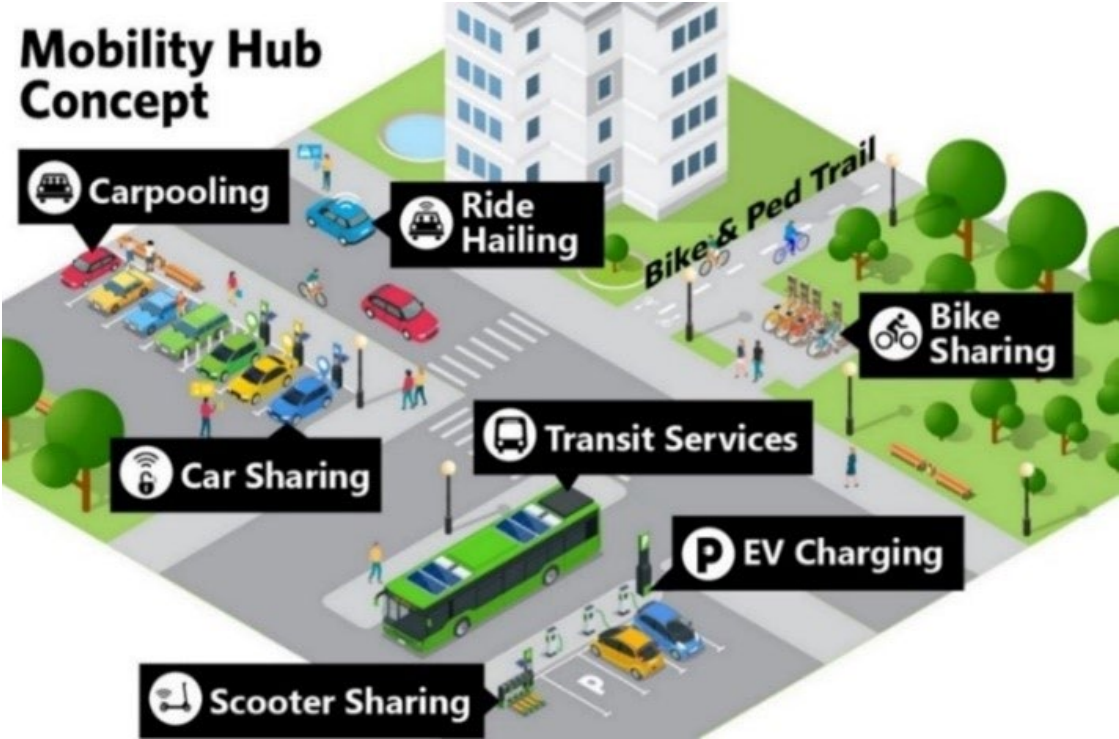 Mobility Hub
Concept
Carpooling
Ride
Hailing
Bike & Ped Trail
Bike
Sharing
Transit Services
Car Sharing
P EV Charging
P
Scooter Sharing